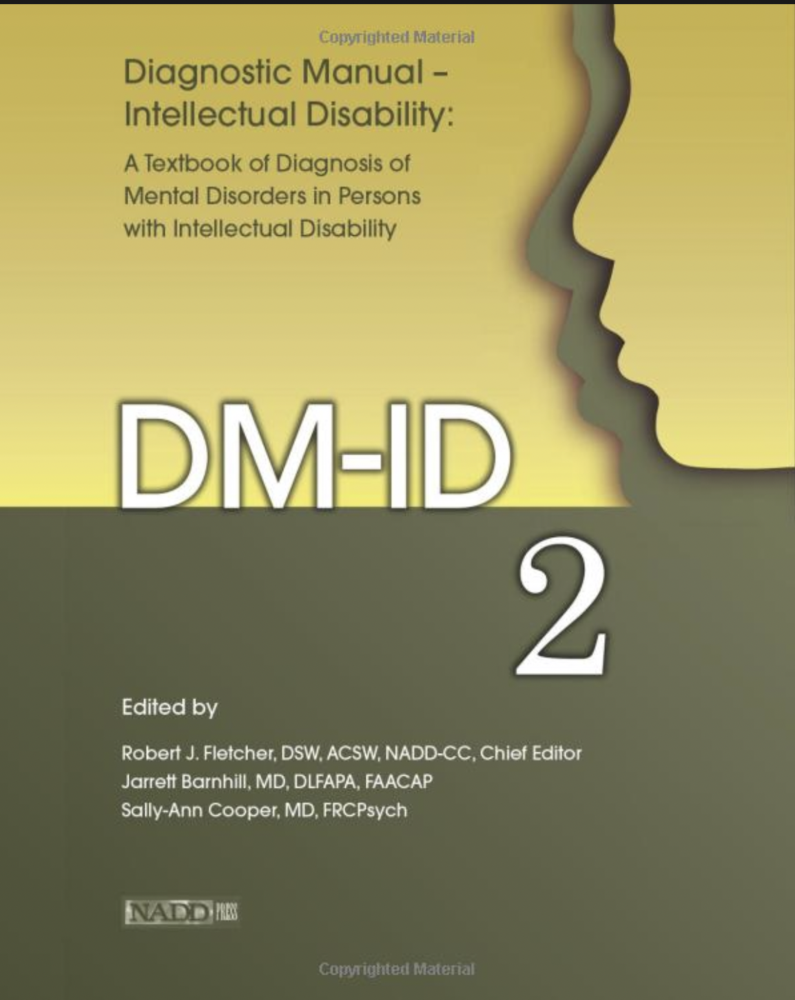 Copyrighted Material
Diagnostic Manual –
Intellectual Disability:
A Textbook of Diagnosis of
Mental Disorders in Persons
with Intellectual Disability
DM-ID
2
Edited by
Robert J. Fletcher, DSW, ACSW, NADD-CC, Chief Editor
Jarrett Barnhill, MD, DLFAPA, FAACAP
Sally-Ann Cooper, MD, FRCPsych
NADD PRESS
Copyrighted Material